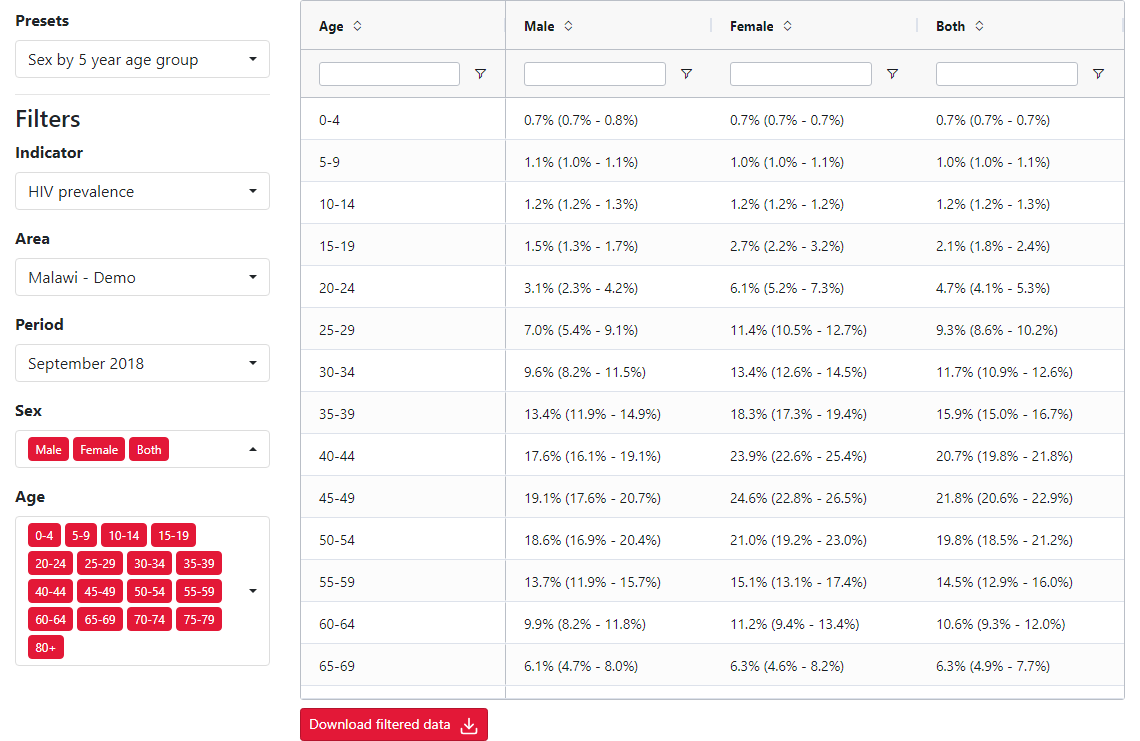 Presets
Sex by 5 year age group
Filters
Indicator
HIV prevalence
Area
Malawi - Demo
Period
September 2018
Sex
Male Female Both
Age
0-4 5-9 10-14 15-19
20-24 25-29 30-34 35-39
40-44 45-49 50-54 55-59
60-64 65-69 70-74 75-79
80+
Age Male Female Both
0-4 0.7% (0.7% - 0.8%) 0.7% (0.7% - 0.7%) 0.7% (0.7% - 0.7%)
5-9 1.1% (1.0% - 1.1%) 1.0% (1.0% - 1.1%) 1.0% (1.0% - 1.1%)
10-14 1.2% (1.2% - 1.3%) 1.2% (1.2% - 1.2%) 1.2% (1.2% - 1.3%)
15-19 1.5% (1.3% - 1.7%) 2.7% (2.2% - 3.2%) 2.1% (1.8% - 2.4%)
20-24 3.1% (2.3% - 4.2%) 6.1% (5.2% - 7.3%) 4.7% (4.1% - 5.3%)
25-29 7.0% (5.4% - 9.1%) 11.4% (10.5% - 12.7%) 9.3% (8.6% - 10.2%)
30-34 9.6% (8.2% - 11.5%) 13.4% (12.6% - 14.5%) 11.7% (10.9% - 12.6%)
35-39 13.4% (11.9% - 14.9%) 18.3% (17.3% - 19.4%) 15.9% (15.0% - 16.7%)
40-44 17.6% (16.1% - 19.1%) 23.9% (22.6% - 25.4%) 20.7% (19.8% - 21.8%)
45-49 19.1% (17.6% - 20.7%) 24.6% (22.8% - 26.5%) 21.8% (20.6% - 22.9%)
50-54 18.6% (16.9% - 20.4%) 21.0% (19.2% - 23.0%) 19.8% (18.5% - 21.2%)
55-59 13.7% (11.9% - 15.7%) 15.1% (13.1% - 17.4%) 14.5% (12.9% - 16.0%)
60-64 9.9% (8.2% - 11.8%) 11.2% (9.4% - 13.4%) 10.6% (9.3% - 12.0%)
65-69 6.1% (4.7% - 8.0%) 6.3% (4.6% - 8.2%) 6.3% (4.9% - 7.7%)
Download filtered data